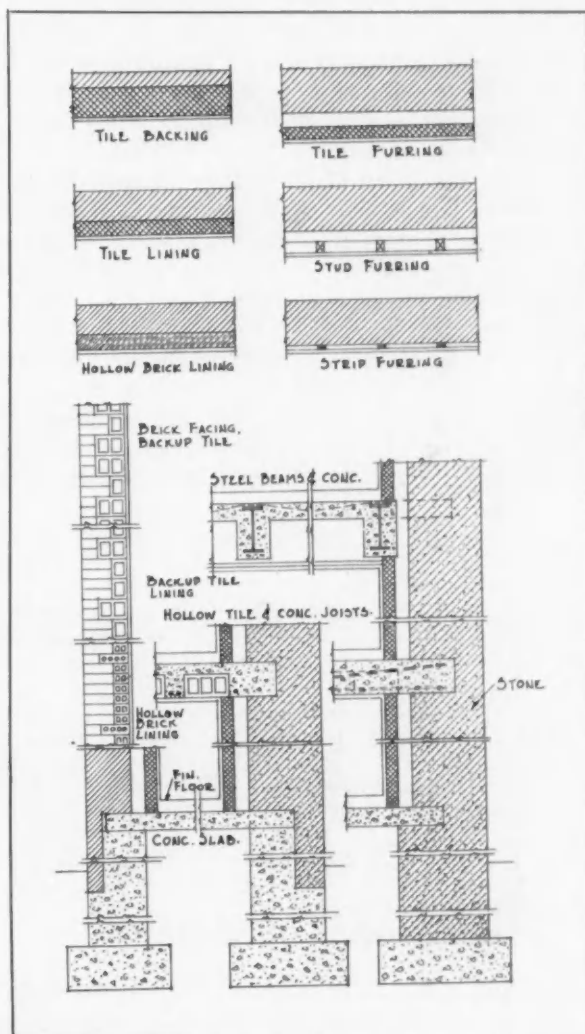 TILE BACKING
TILE FURRING
TILE LINING
STUD FURRING
HOLLOW BRICK LINING
STRIP FURRING
BRICK FACING,
BACKUP TILE
STEEL BEAMS & CONC.
BACKUP TILE
LINING
HOLLOW TILE & CONC. JOISTS.
STONE
HOLLOW
BRICK
LINING
FIN.
FLOOR
CONC. SLAB.